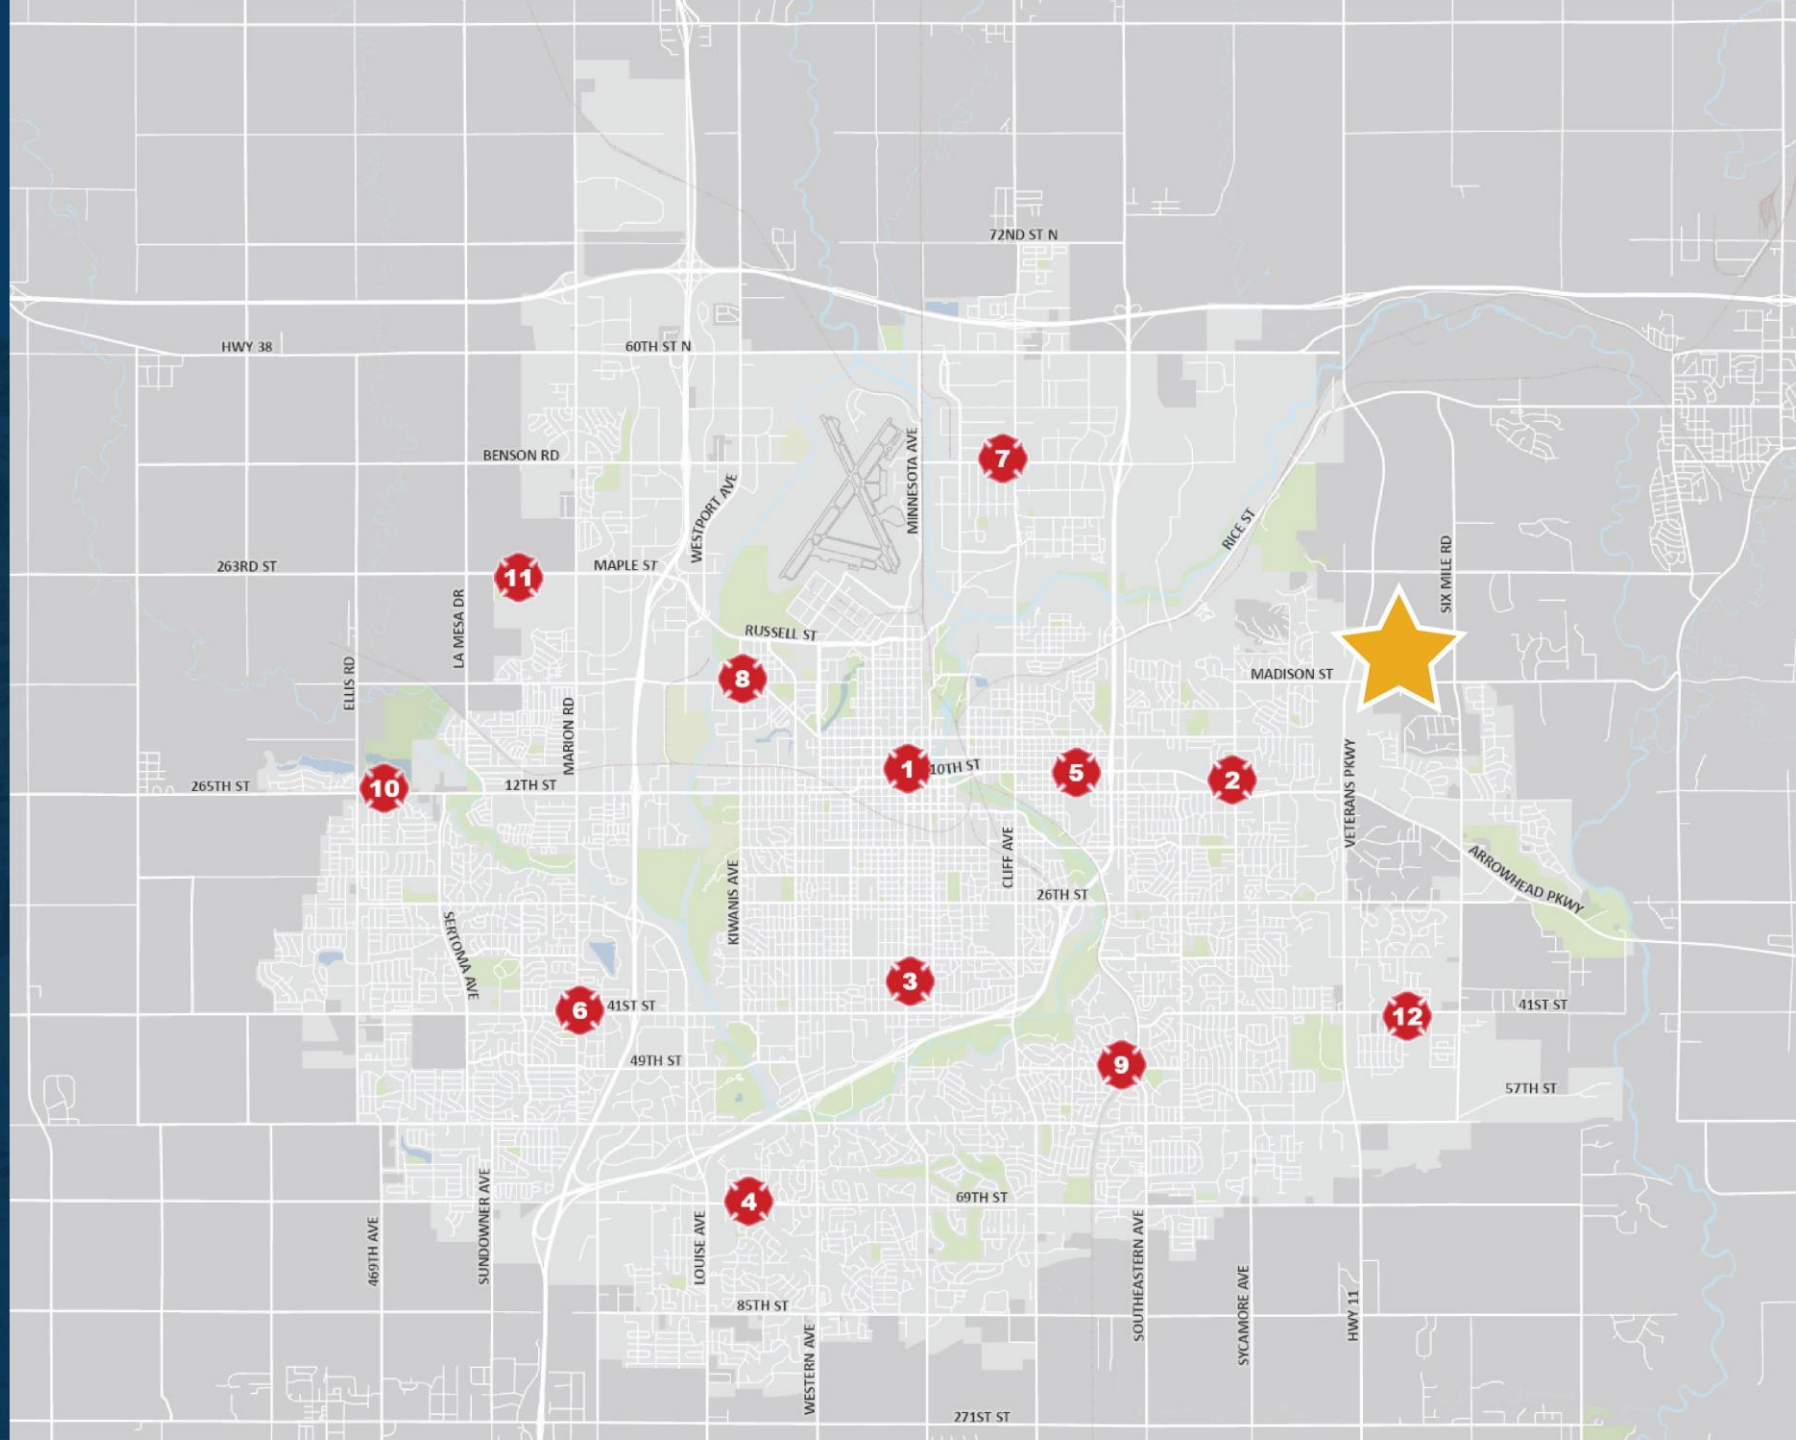 72ND ST N
HWY 38
60TH ST N
BENSON RD
WESTPORT AVE
MINNESOTA AVE
7
RICE ST
263RD ST
11
MAPLE ST
SIX MILE RD
LA MESA DR
RUSSELL ST
ELLIS RD
8
MADISON ST
MARION RD
VETERANS PKWY
265TH ST
10
12TH ST
1
10TH ST
5
2
KIWANIS AVE
CLIFF AVE
26TH ST
ARROWHEAD PKWY
SERTOMA AVE
3
6
41ST ST
12
41ST ST
49TH ST
9
57TH ST
4
69TH ST
469TH AVE
SUNDOWNER AVE
LOUISE AVE
SOUTHEASTERN AVE
SYCAMORE AVE
HWY 11
85TH ST
WESTERN AVE
271ST ST